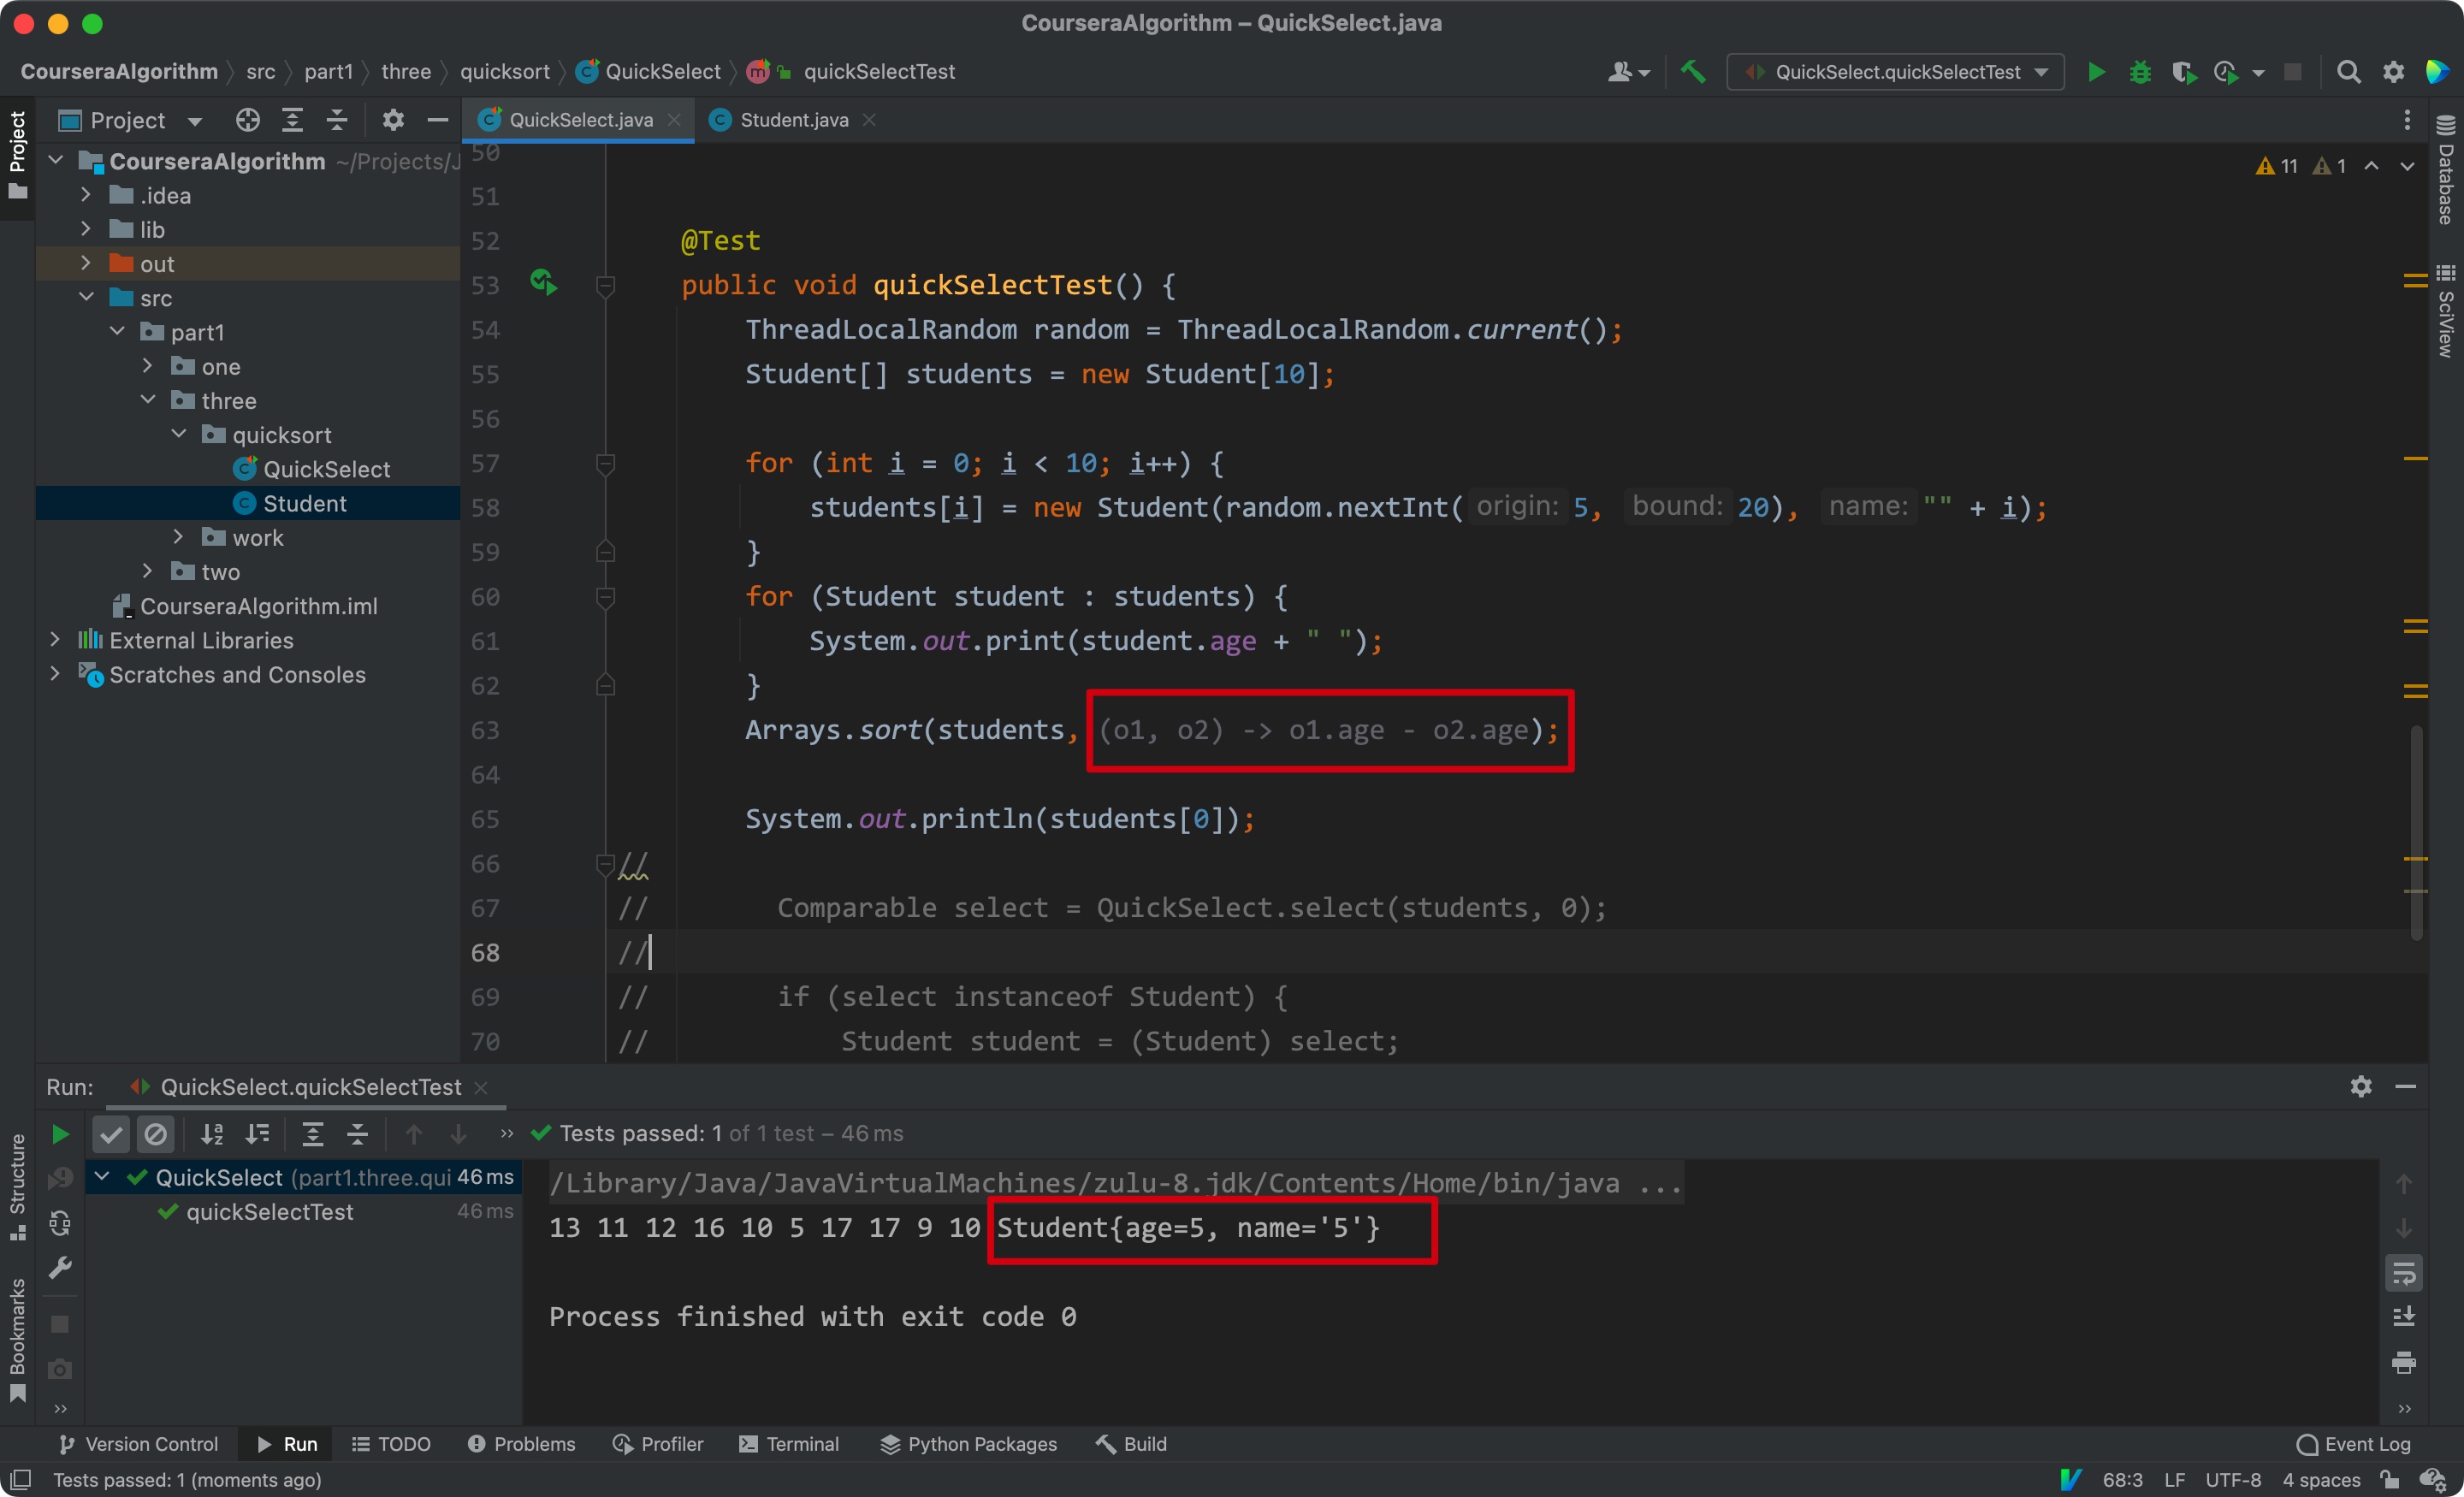 CourseraAlgorithm – QuickSelect.java
CourseraAlgorithm src part1 three quicksort QuickSelect m quickSelectTest
QuickSelect.quickSelectTest
Project
Project
QuickSelect.java
Student.java
Database
SciView
CourseraAlgorithm ~/Projects/J
.idea
lib
out
src
part1
one
three
quicksort
QuickSelect
Student
work
two
CourseraAlgorithm.iml
External Libraries
Scratches and Consoles
11 1
50
51
52 @Test
53 public void quickSelectTest() {
54 ThreadLocalRandom random = ThreadLocalRandom.current();
55 Student[] students = new Student[10];
56
57 for (int i = 0; i < 10; i++) {
58 students[i] = new Student(random.nextInt( origin: 5, bound: 20), name: "" + i);
59 }
60 for (Student student : students) {
61 System.out.print(student.age + " ");
62 }
63 Arrays.sort(students, (o1, o2) -> o1.age - o2.age);
64
65 System.out.println(students[0]);
66 //
67 // Comparable select = QuickSelect.select(students, 0);
68 //
69 // if (select instanceof Student) {
70 // Student student = (Student) select;
Run: QuickSelect.quickSelectTest
Tests passed: 1 of 1 test – 46 ms
QuickSelect (part1.three.qui 46 ms
quickSelectTest 46 ms
/Library/Java/JavaVirtualMachines/zulu-8.jdk/Contents/Home/bin/java ...
13 11 12 16 10 5 17 17 9 10 Student{age=5, name='5'}
Process finished with exit code 0
Structure
Bookmarks
Version Control Run TODO Problems Profiler Terminal Python Packages Build Event Log
Tests passed: 1 (moments ago) 68:3 LF UTF-8 4 spaces